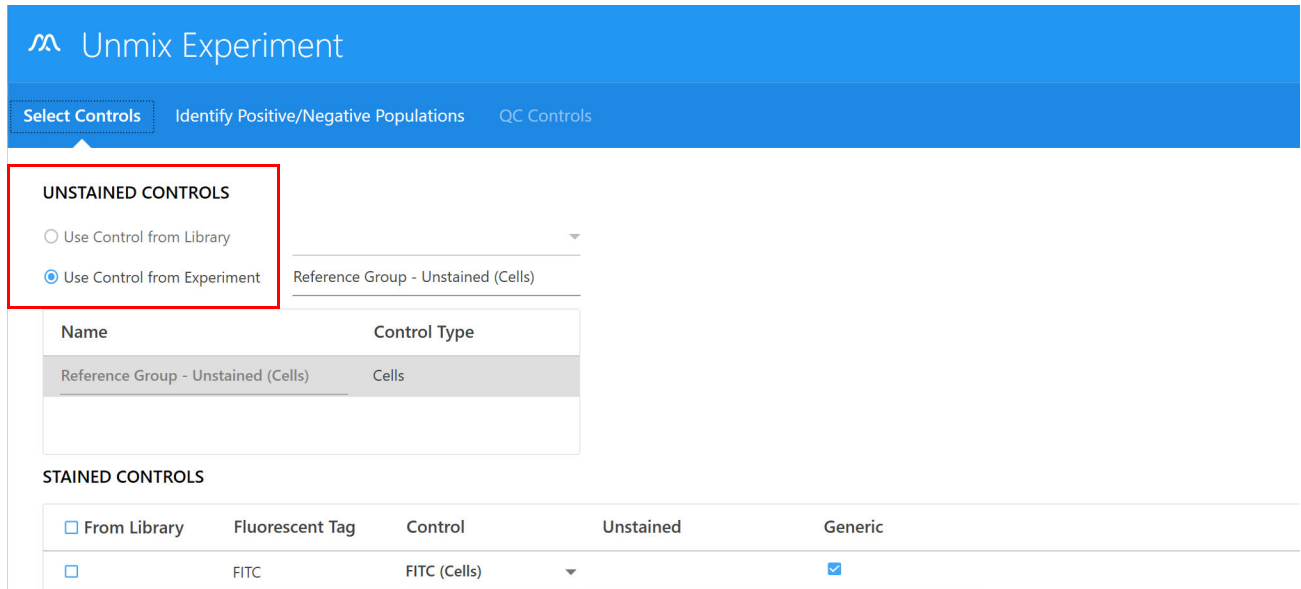 Unmix Experiment
Select Controls Identify Positive/Negative Populations QC Controls
UNSTAINED CONTROLS
Use Control from Library
Use Control from Experiment Reference Group - Unstained (Cells)
Name Control Type
Reference Group - Unstained (Cells) Cells
STAINED CONTROLS
From Library Fluorescent Tag Control Unstained Generic
FITC FITC (Cells)